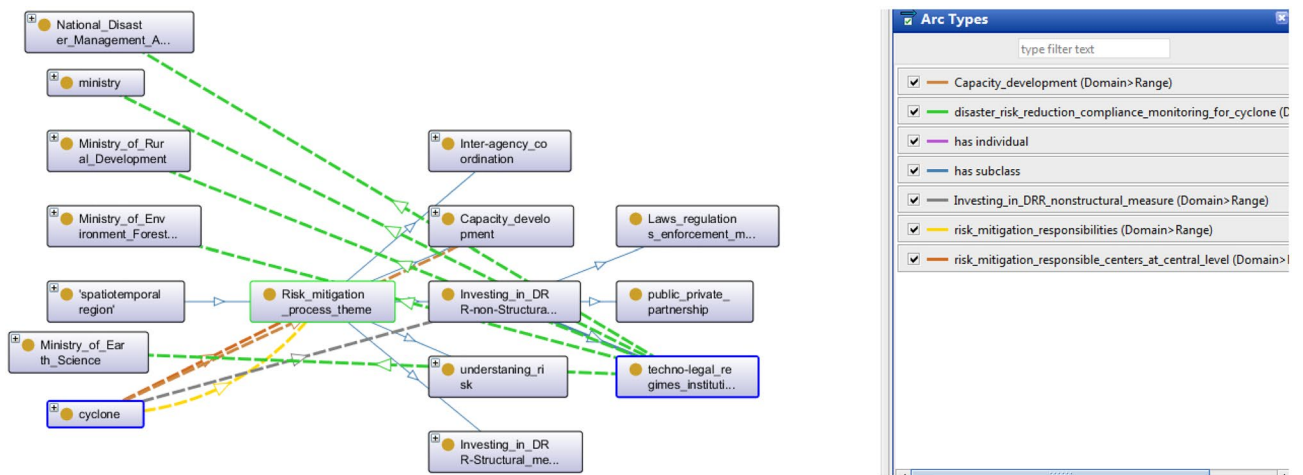 National_Disast
er_Management_A...
ministry
Ministry_of_Rur
al_Development
Inter-agency_co
ordination
Ministry_of_Env
ironment_Forest...
Capacity_develo
pment
Laws_regulation
s_enforcement_m...
'spatiotemporal
region'
Risk_mitigation
_process_theme
Investing_in_DR
R-non-Structura...
public_private_
partnership
Ministry_of_Ear
th_Science
understaning_ri
sk
techno-legal_re
gimes_instituti...
cyclone
Investing_in_DR
R-Structural_me...
Arc Types
type filter text
Capacity_development (Domain>Range)
disaster_risk_reduction_compliance_monitoring_for_cyclone (D
has individual
has subclass
Investing_in_DRR_nonstructural_measure (Domain>Range)
risk_mitigation_responsibilities (Domain>Range)
risk_mitigation_responsible_centers_at_central_level (Domain>